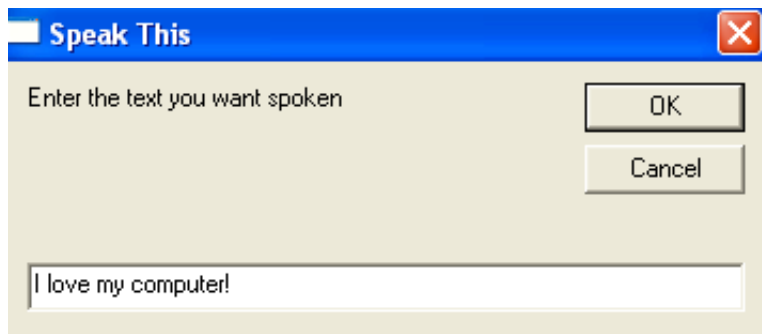 Speak This
Enter the text you want spoken
OK
Cancel
I love my computer!